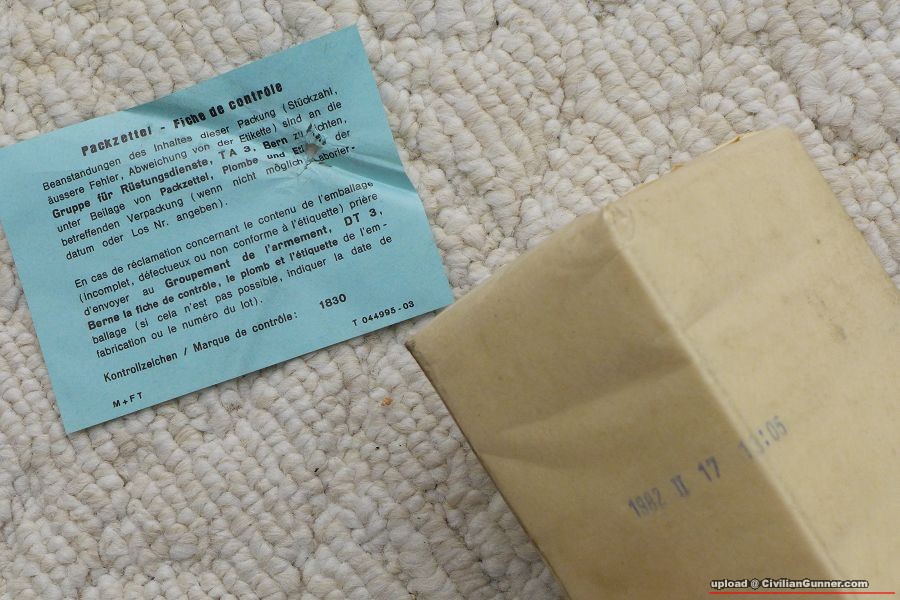 Packzettel - Fiche de contrôle
Beanstandungen des Inhaltes dieser Packung (Stückzahl,
äussere Fehler, Abweichung von der Etikette) sind an die
Gruppe für Rüstungsdienste, TA 3, Bern zu richten,
unter Beilage von Packzettel, Plombe und der
betreffenden Verpackung (wenn nicht möglich,
datum oder Los Nr. angeben).
En cas de réclamation concernant le contenu de l'emballage
(incomplet, défectueux ou non conforme à l'étiquette) prière
d'envoyer au Groupement de l'armement, DT 3,
Berne la fiche de contrôle, le plomb et l'étiquette de l'em-
ballage (si cela n'est pas possible, indiquer la date de
fabrication ou le numéro du lot).
Kontrollzeichen / Marque de contrôle: 1830
M+FT
T 044995-03
1982 II 17
upload @ CivilianGunner.com